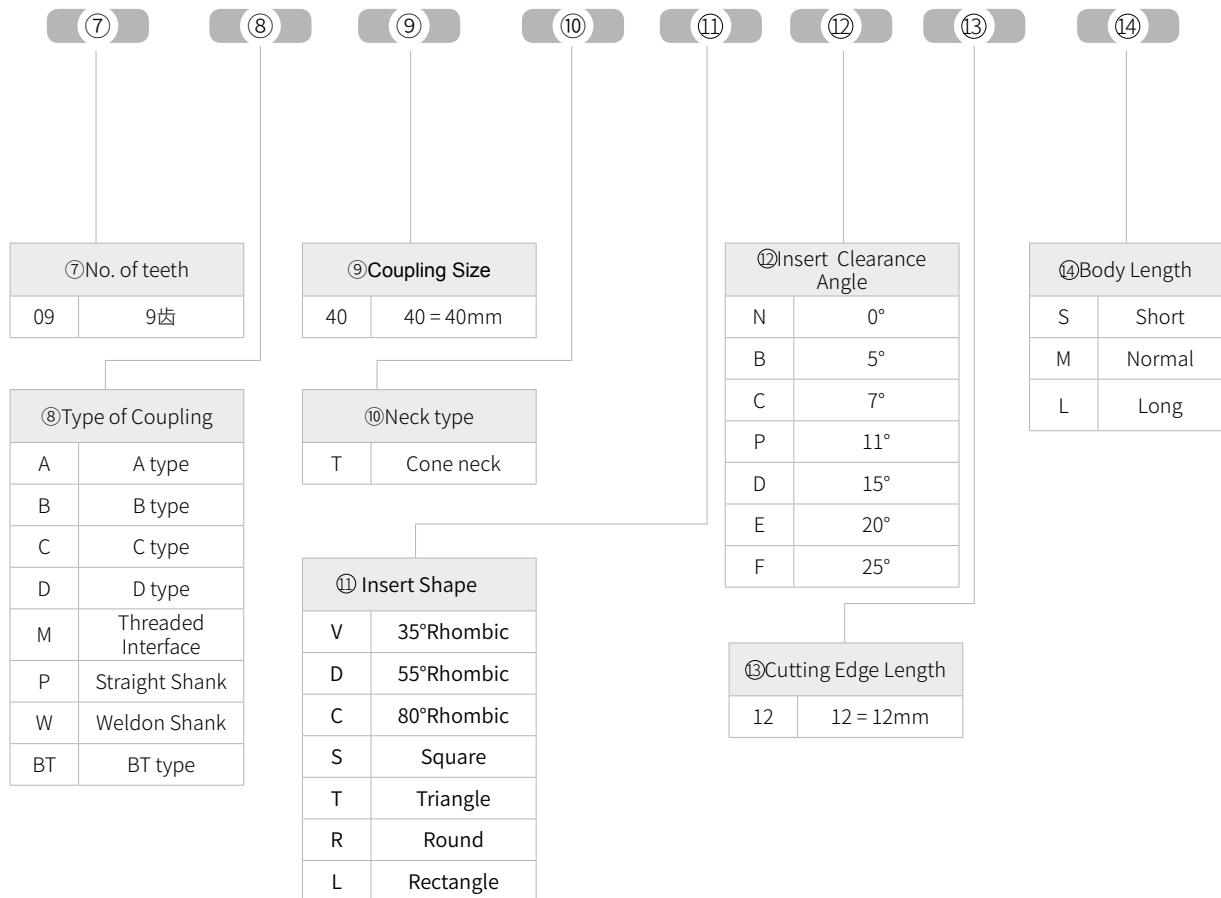 ⑦ ⑧ ⑨ ⑩ ⑪ ⑫ ⑬ ⑭
⑦No. of teeth
09 9齿
⑧Type of Coupling
A A type
B B type
C C type
D D type
M Threaded
Interface
P Straight Shank
W Weldon Shank
BT BT type
⑨Coupling Size
40 40 = 40mm
⑩Neck type
T Cone neck
⑪ Insert Shape
V 35°Rhombic
D 55°Rhombic
C 80°Rhombic
S Square
T Triangle
R Round
L Rectangle
⑫Insert Clearance
Angle
N 0°
B 5°
C 7°
P 11°
D 15°
E 20°
F 25°
⑬Cutting Edge Length
12 12 = 12mm
⑭Body Length
S Short
M Normal
L Long